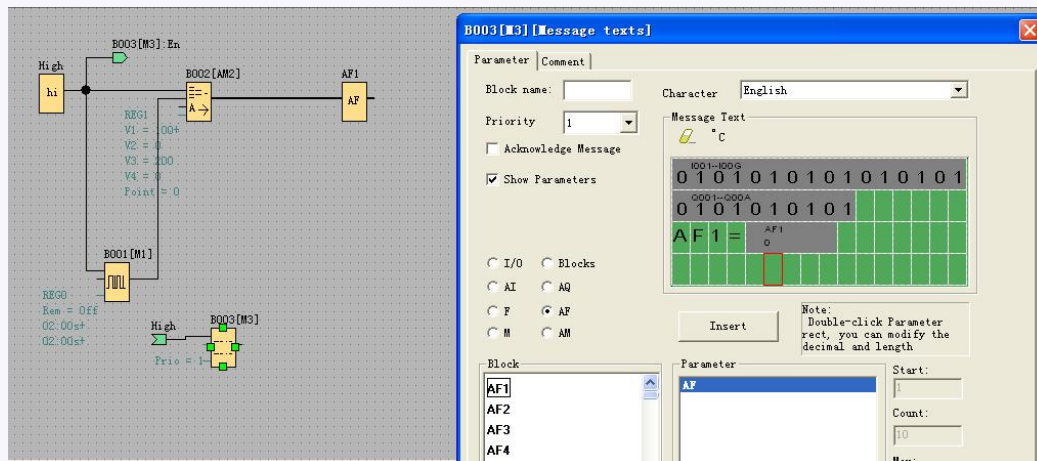 B003[M3]:En
High
hi
B002[AM2]
A→
AF1
AF
REG1
V1 = 100+
V2 = 0
V3 = 200
V4 = 0
Point = 0
B001[M1]
REG0
Rem = Off
02:00s+
02:00s+
High
B003[M3]
Prio = 1
B003[M3][Message texts]
Parameter
Comment
Block name:
Character
English
Priority
1
Acknowledge Message
Show Parameters
Message Text
°C
I001--I00G
0 1 0 1 0 1 0 1 0 1 0 1 0 1 0 1
Q001--Q00A
0 1 0 1 0 1 0 1 0 1
AF1=
AF1
0
I/O
Blocks
AI
AQ
F
AF
M
AM
Insert
Note:
Double-click Parameter
rect, you can modify the
decimal and length
Block
AF1
AF2
AF3
AF4
Parameter
AF
Start:
1
Count:
10